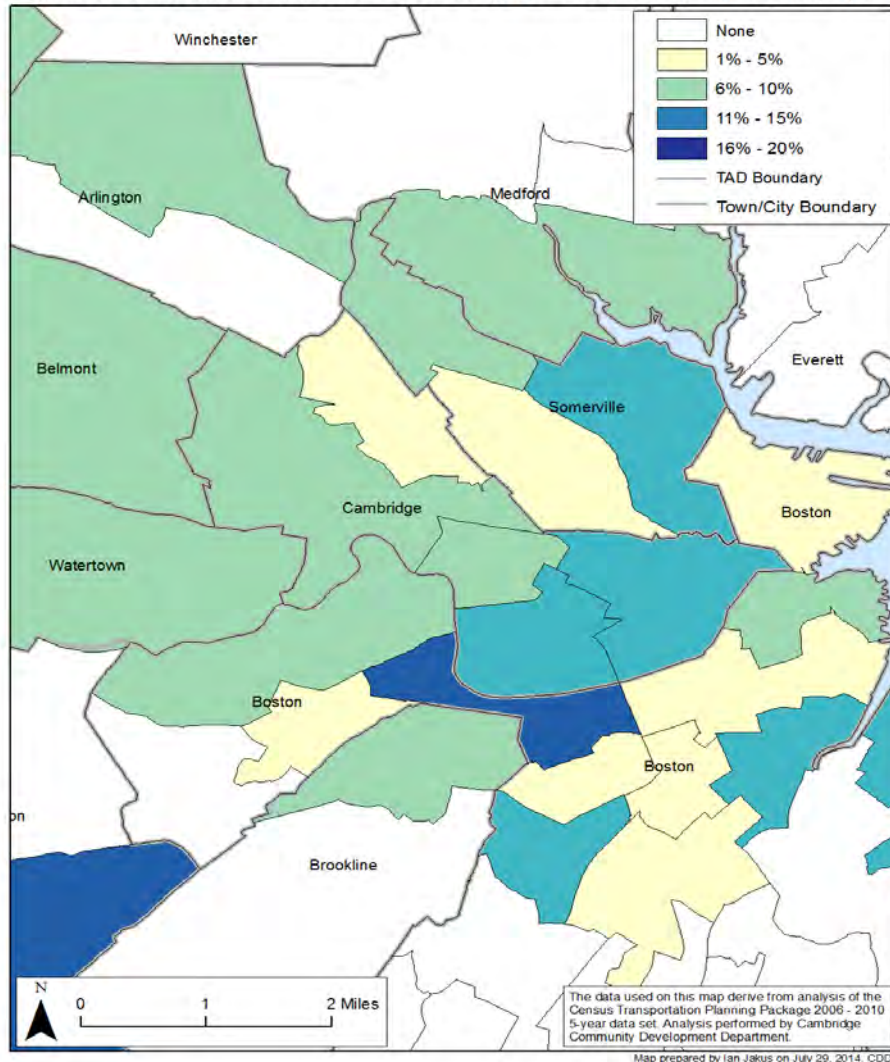 Winchester
None
1% - 5%
6% - 10%
11% - 15%
16% - 20%
TAD Boundary
Town/City Boundary
Arlington
Medford
Belmont
Everett
Somerville
Cambridge
Boston
Watertown
Boston
Boston
on
Brookline
N
0 1 2 Miles
The data used on this map derive from analysis of the
Census Transportation Planning Package 2006 - 2010
5-year data set. Analysis performed by Cambridge
Community Development Department.
Map prepared by Ian Jakus on July 29, 2014. CDD